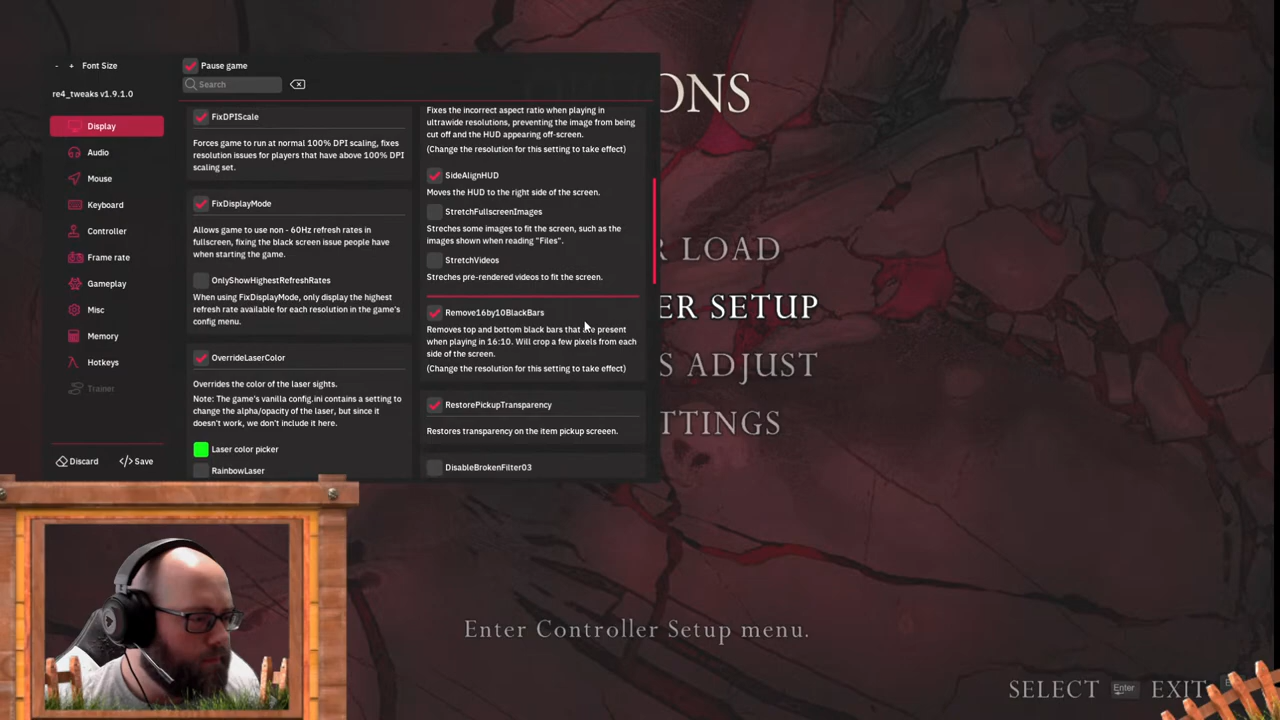 - + Font Size
re4_tweaks v1.9.1.0
Display
Audio
Mouse
Keyboard
Controller
Frame rate
Gameplay
Misc
Memory
Hotkeys
Trainer
Discard
Save
Pause game
Search
FixDPIScale
Forces game to run at normal 100% DPI scaling, fixes
resolution issues for players that have above 100% DPI
scaling set.
FixDisplayMode
Allows game to use non - 60Hz refresh rates in
fullscreen, fixing the black screen issue people have
when starting the game.
OnlyShowHighestRefreshRates
When using FixDisplayMode, only display the highest
refresh rate available for each resolution in the game's
config menu.
OverrideLaserColor
Overrides the color of the laser sights.
Note: The game's vanilla config.ini contains a setting to
change the alpha/opacity of the laser, but since it
doesn't work, we don't include it here.
Laser color picker
RainbowLaser
Fixes the incorrect aspect ratio when playing in
ultrawide resolutions, preventing the image from being
cut off and the HUD appearing off-screen.
(Change the resolution for this setting to take effect)
SideAlignHUD
Moves the HUD to the right side of the screen.
StretchFullscreenImages
Streches some images to fit the screen, such as the
images shown when reading "Files".
StretchVideos
Streches pre-rendered videos to fit the screen.
Remove16by10BlackBars
Removes top and bottom black bars that are present
when playing in 16:10. Will crop a few pixels from each
side of the screen.
(Change the resolution for this setting to take effect)
RestorePickupTransparency
Restores transparency on the item pickup screeen.
DisableBrokenFilter03
ONS
R LOAD
ER SETUP
S ADJUST
TTINGS
Enter Controller Setup menu.
SELECT Enter EXIT